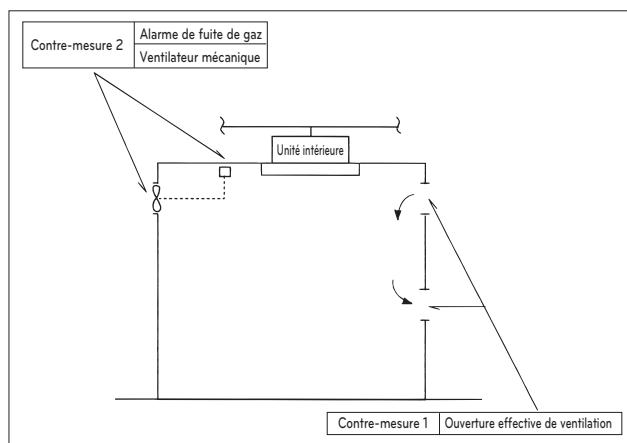 Contre-mesure 2
Alarme de fuite de gaz
Ventilateur mécanique
Unité intérieure
Contre-mesure 1
Ouverture effective de ventilation